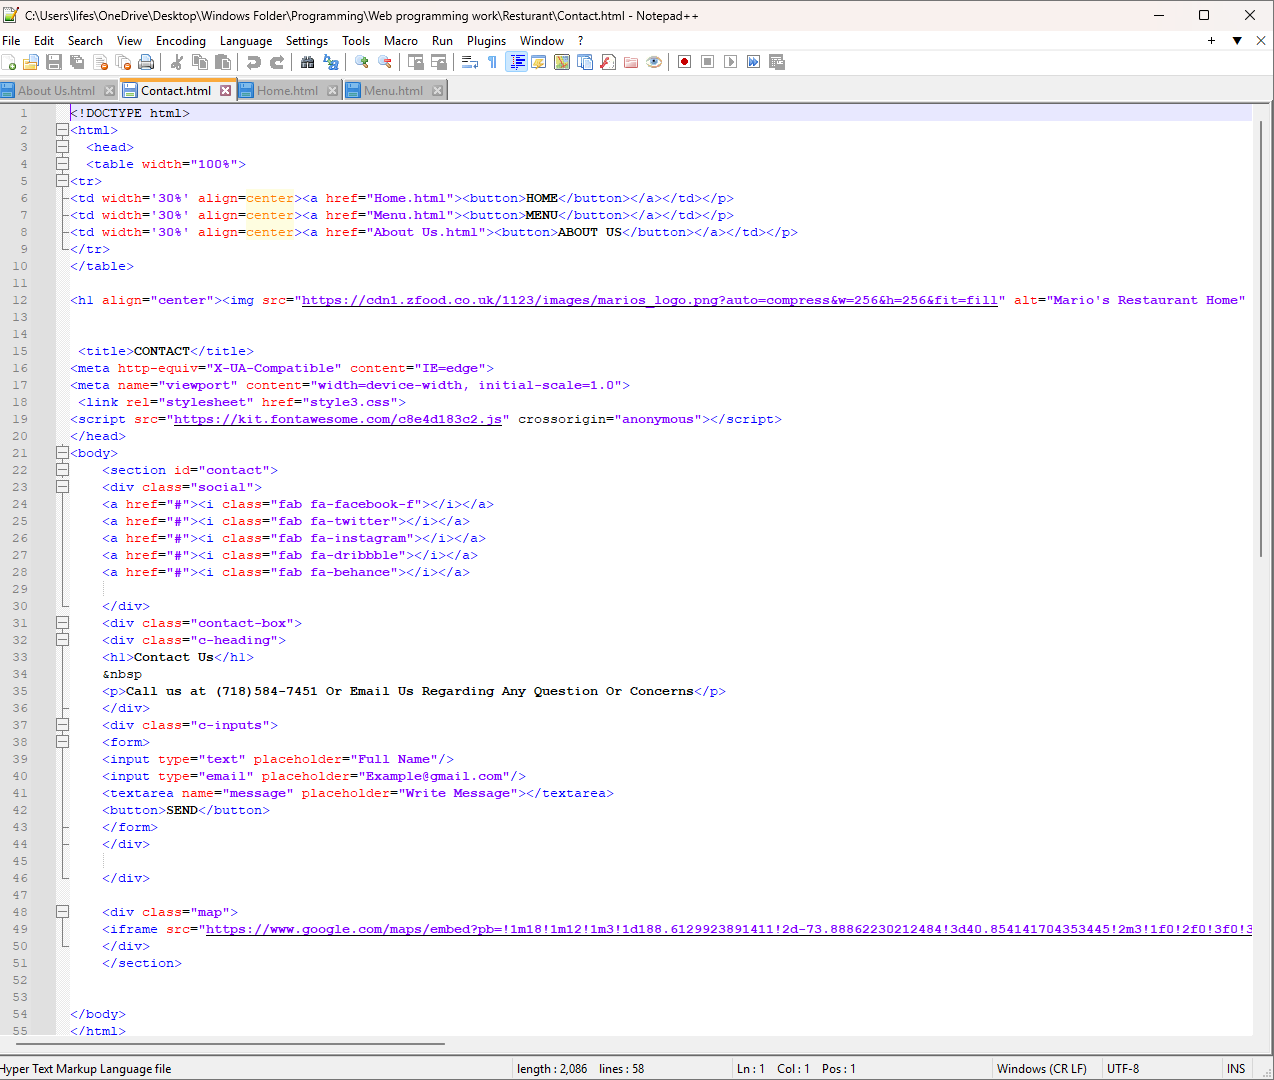 C:\Users\lifes\OneDrive\Desktop\Windows Folder\Programming\Web programming work\Resturant\Contact.html - Notepad++
File Edit Search View Encoding Language Settings Tools Macro Run Plugins Window ?
About Us.html Contact.html Home.html Menu.html
1 <!DOCTYPE html>
2 <html>
3 <head>
4 <table width="100%">
5 <tr>
6 <td width='30%' align=center><a href="Home.html"><button>HOME</button></a></td></p>
7 <td width='30%' align=center><a href="Menu.html"><button>MENU</button></a></td></p>
8 <td width='30%' align=center><a href="About Us.html"><button>ABOUT US</button></a></td></p>
9 </tr>
10 </table>
11
12 <h1 align="center"><img src="https://cdn1.zfood.co.uk/1123/images/marios_logo.png?auto=compress&w=256&h=256&fit=fill" alt="Mario's Restaurant Home"
13
14
15 <title>CONTACT</title>
16 <meta http-equiv="X-UA-Compatible" content="IE=edge">
17 <meta name="viewport" content="width=device-width, initial-scale=1.0">
18 <link rel="stylesheet" href="style3.css">
19 <script src="https://kit.fontawesome.com/c8e4d183c2.js" crossorigin="anonymous"></script>
20 </head>
21 <body>
22 <section id="contact">
23 <div class="social">
24 <a href="#"><i class="fab fa-facebook-f"></i></a>
25 <a href="#"><i class="fab fa-twitter"></i></a>
26 <a href="#"><i class="fab fa-instagram"></i></a>
27 <a href="#"><i class="fab fa-dribbble"></i></a>
28 <a href="#"><i class="fab fa-behance"></i></a>
29
30 </div>
31 <div class="contact-box">
32 <div class="c-heading">
33 <h1>Contact Us</h1>
34 &nbsp
35 <p>Call us at (718)584-7451 Or Email Us Regarding Any Question Or Concerns</p>
36 </div>
37 <div class="c-inputs">
38 <form>
39 <input type="text" placeholder="Full Name"/>
40 <input type="email" placeholder="Example@gmail.com"/>
41 <textarea name="message" placeholder="Write Message"></textarea>
42 <button>SEND</button>
43 </form>
44 </div>
45
46 </div>
47
48 <div class="map">
49 <iframe src="https://www.google.com/maps/embed?pb=!1m18!1m12!1m3!1d188.6129923891411!2d-73.88862230212484!3d40.854141704353445!2m3!1f0!2f0!3f0!3
50 </div>
51 </section>
52
53
54 </body>
55 </html>
Hyper Text Markup Language file length : 2,086 lines : 58 Ln : 1 Col : 1 Pos : 1 Windows (CR LF) UTF-8 INS